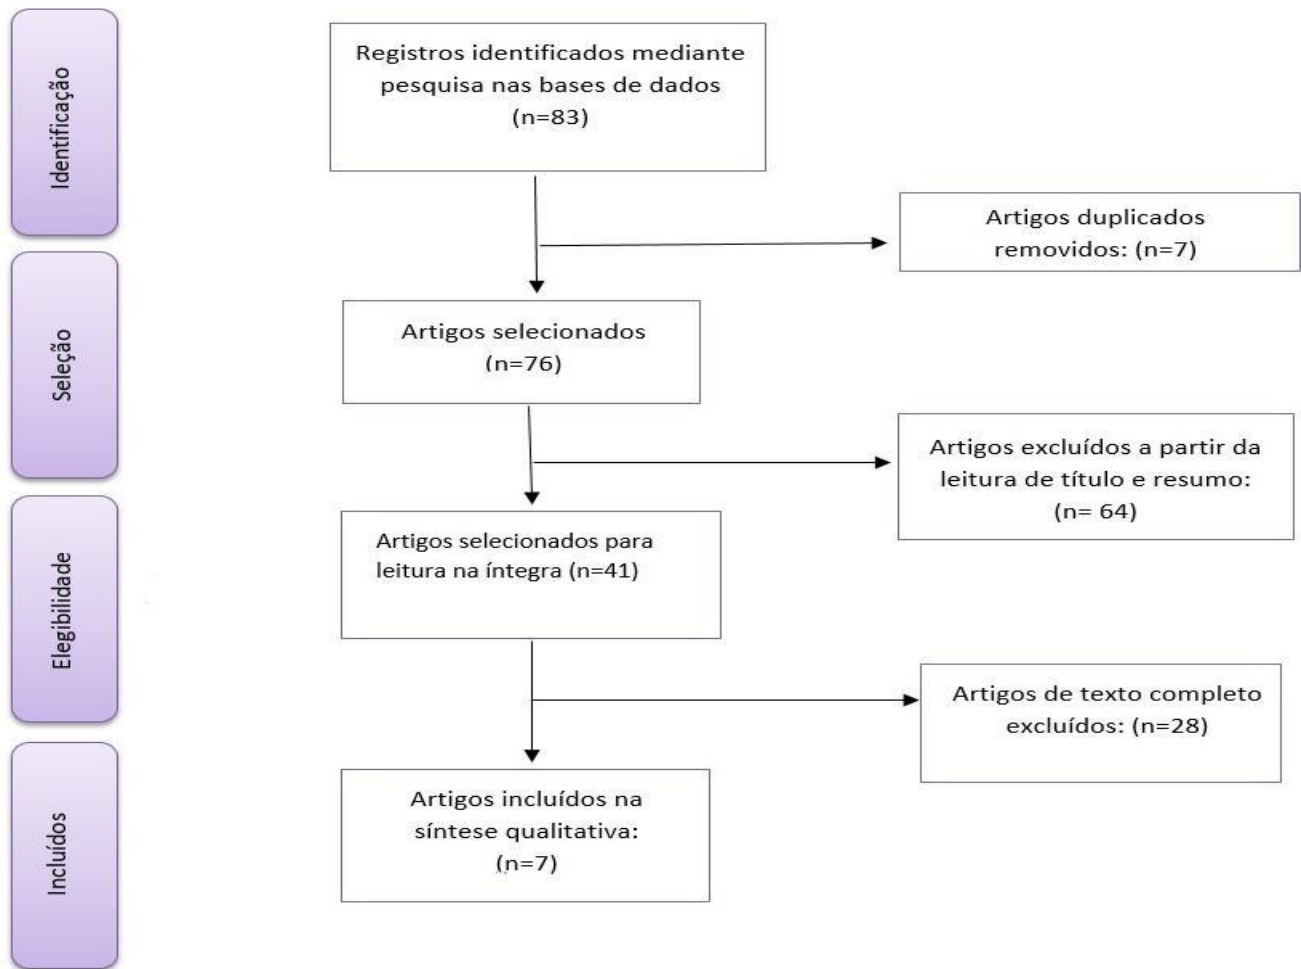 Identificação
Registros identificados mediante
pesquisa nas bases de dados
(n=83)
Artigos duplicados
removidos: (n=7)
Seleção
Artigos selecionados
(n=76)
Artigos excluídos a partir da
leitura de título e resumo:
(n= 64)
Elegibilidade
Artigos selecionados para
leitura na íntegra (n=41)
Artigos de texto completo
excluídos: (n=28)
Incluídos
Artigos incluídos na
síntese qualitativa:
(n=7)